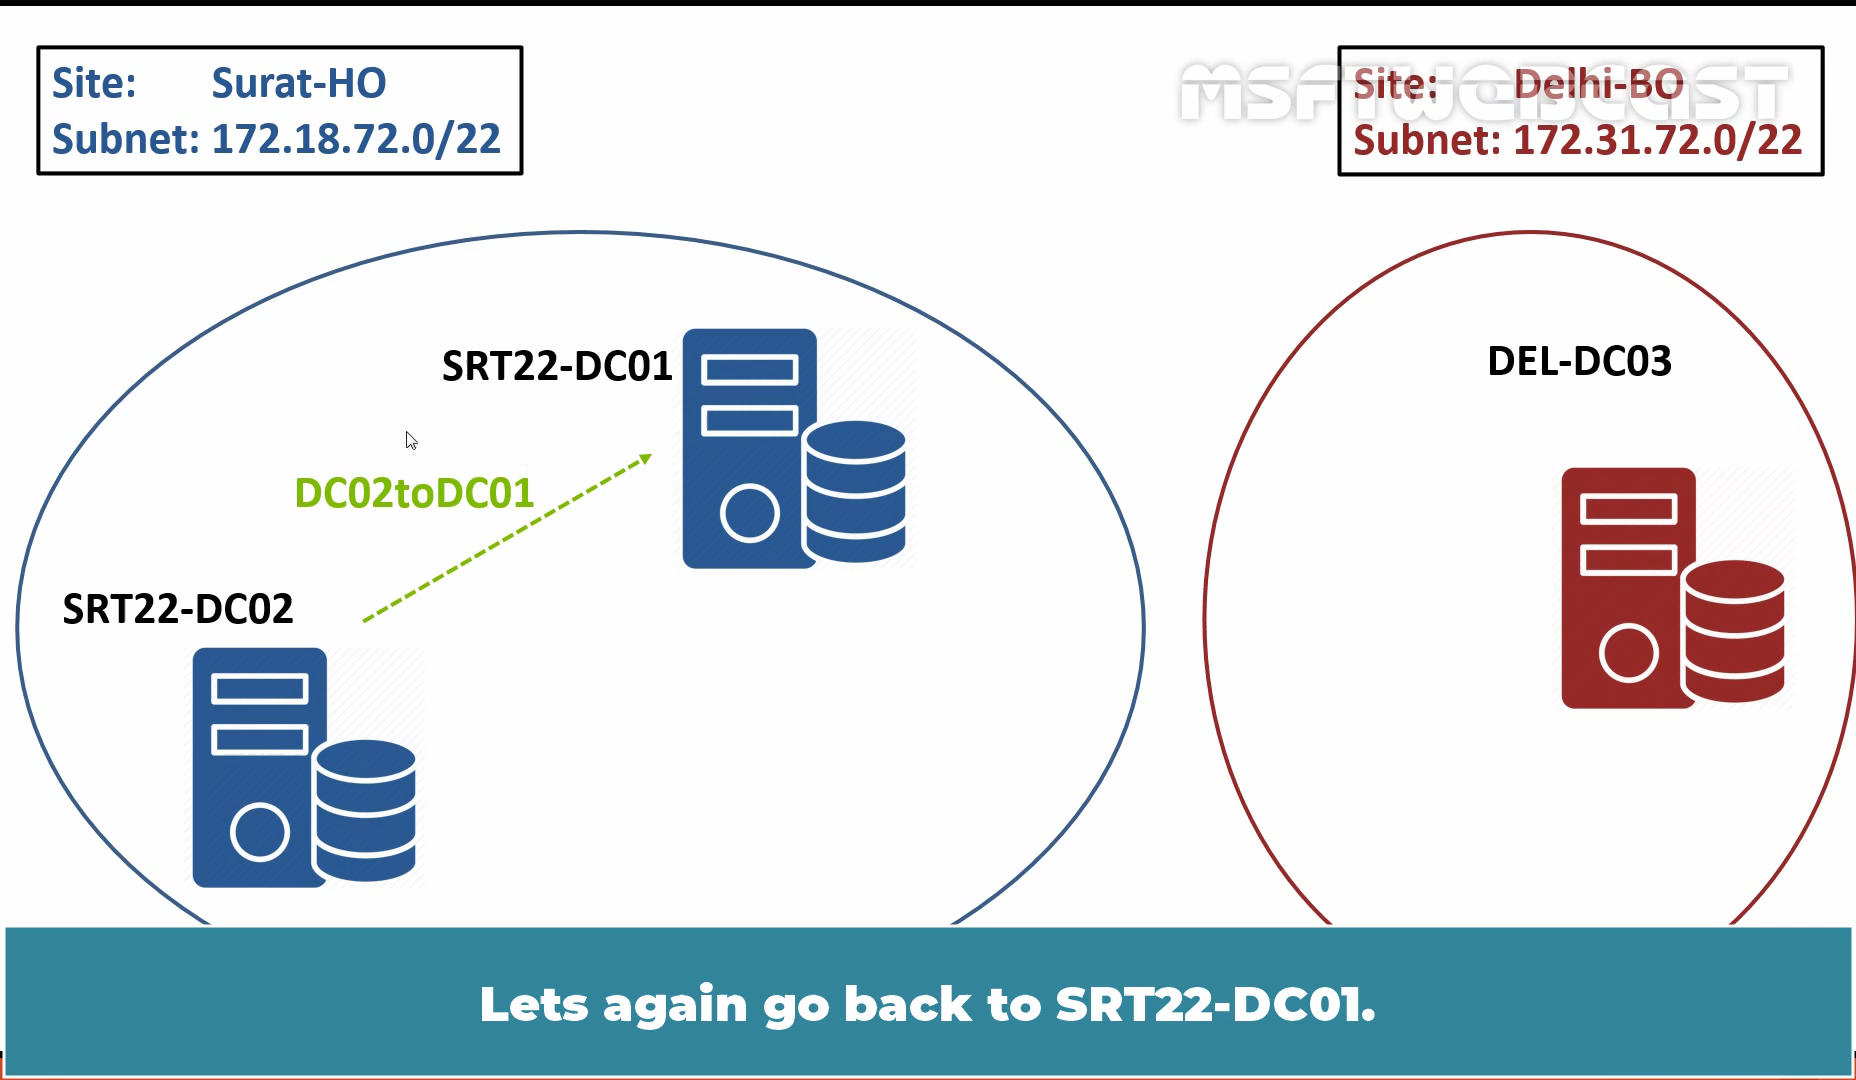 Site: Surat-HO
Subnet: 172.18.72.0/22
MSFTWEBCAST
Site: Delhi-BO
Subnet: 172.31.72.0/22
SRT22-DC01
DEL-DC03
DC02toDC01
SRT22-DC02
Lets again go back to SRT22-DC01.